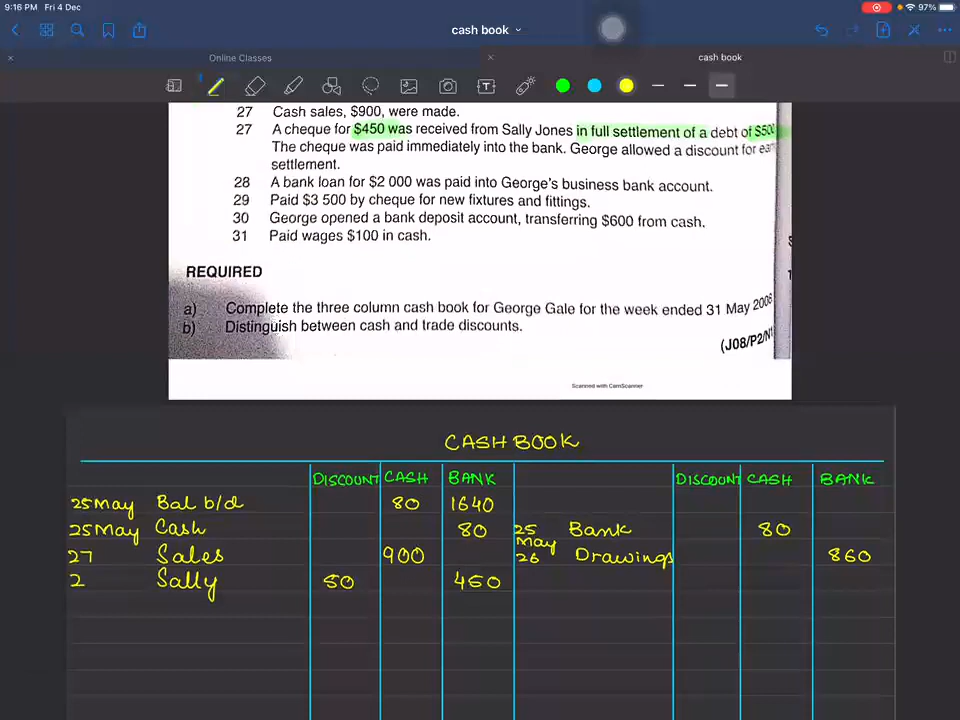 9:16 PM Fri 4 Dec 97%
cash book
Online Classes
cash book
27 Cash sales, $900, were made.
27 A cheque for $450 was received from Sally Jones in full settlement of a debt of $500
The cheque was paid immediately into the bank. George allowed a discount for
settlement.
28 A bank loan for $2 000 was paid into George's business bank account.
29 Paid $3 500 by cheque for new fixtures and fittings.
30 George opened a bank deposit account, transferring $600 from cash.
31 Paid wages $100 in cash.
REQUIRED
a) Complete the three column cash book for George Gale for the week ended 31 May 2008
b) Distinguish between cash and trade discounts.
(J08/P2/N1
Scanned with CamScanner
CASH BOOK
DISCOUNT CASH BANK DISCOUNT CASH BANK
25May Bal b/d 80 1640
25May Cash 80 25 May Bank 80
27 Sales 900 26 Drawings 860
2 Sally 50 450